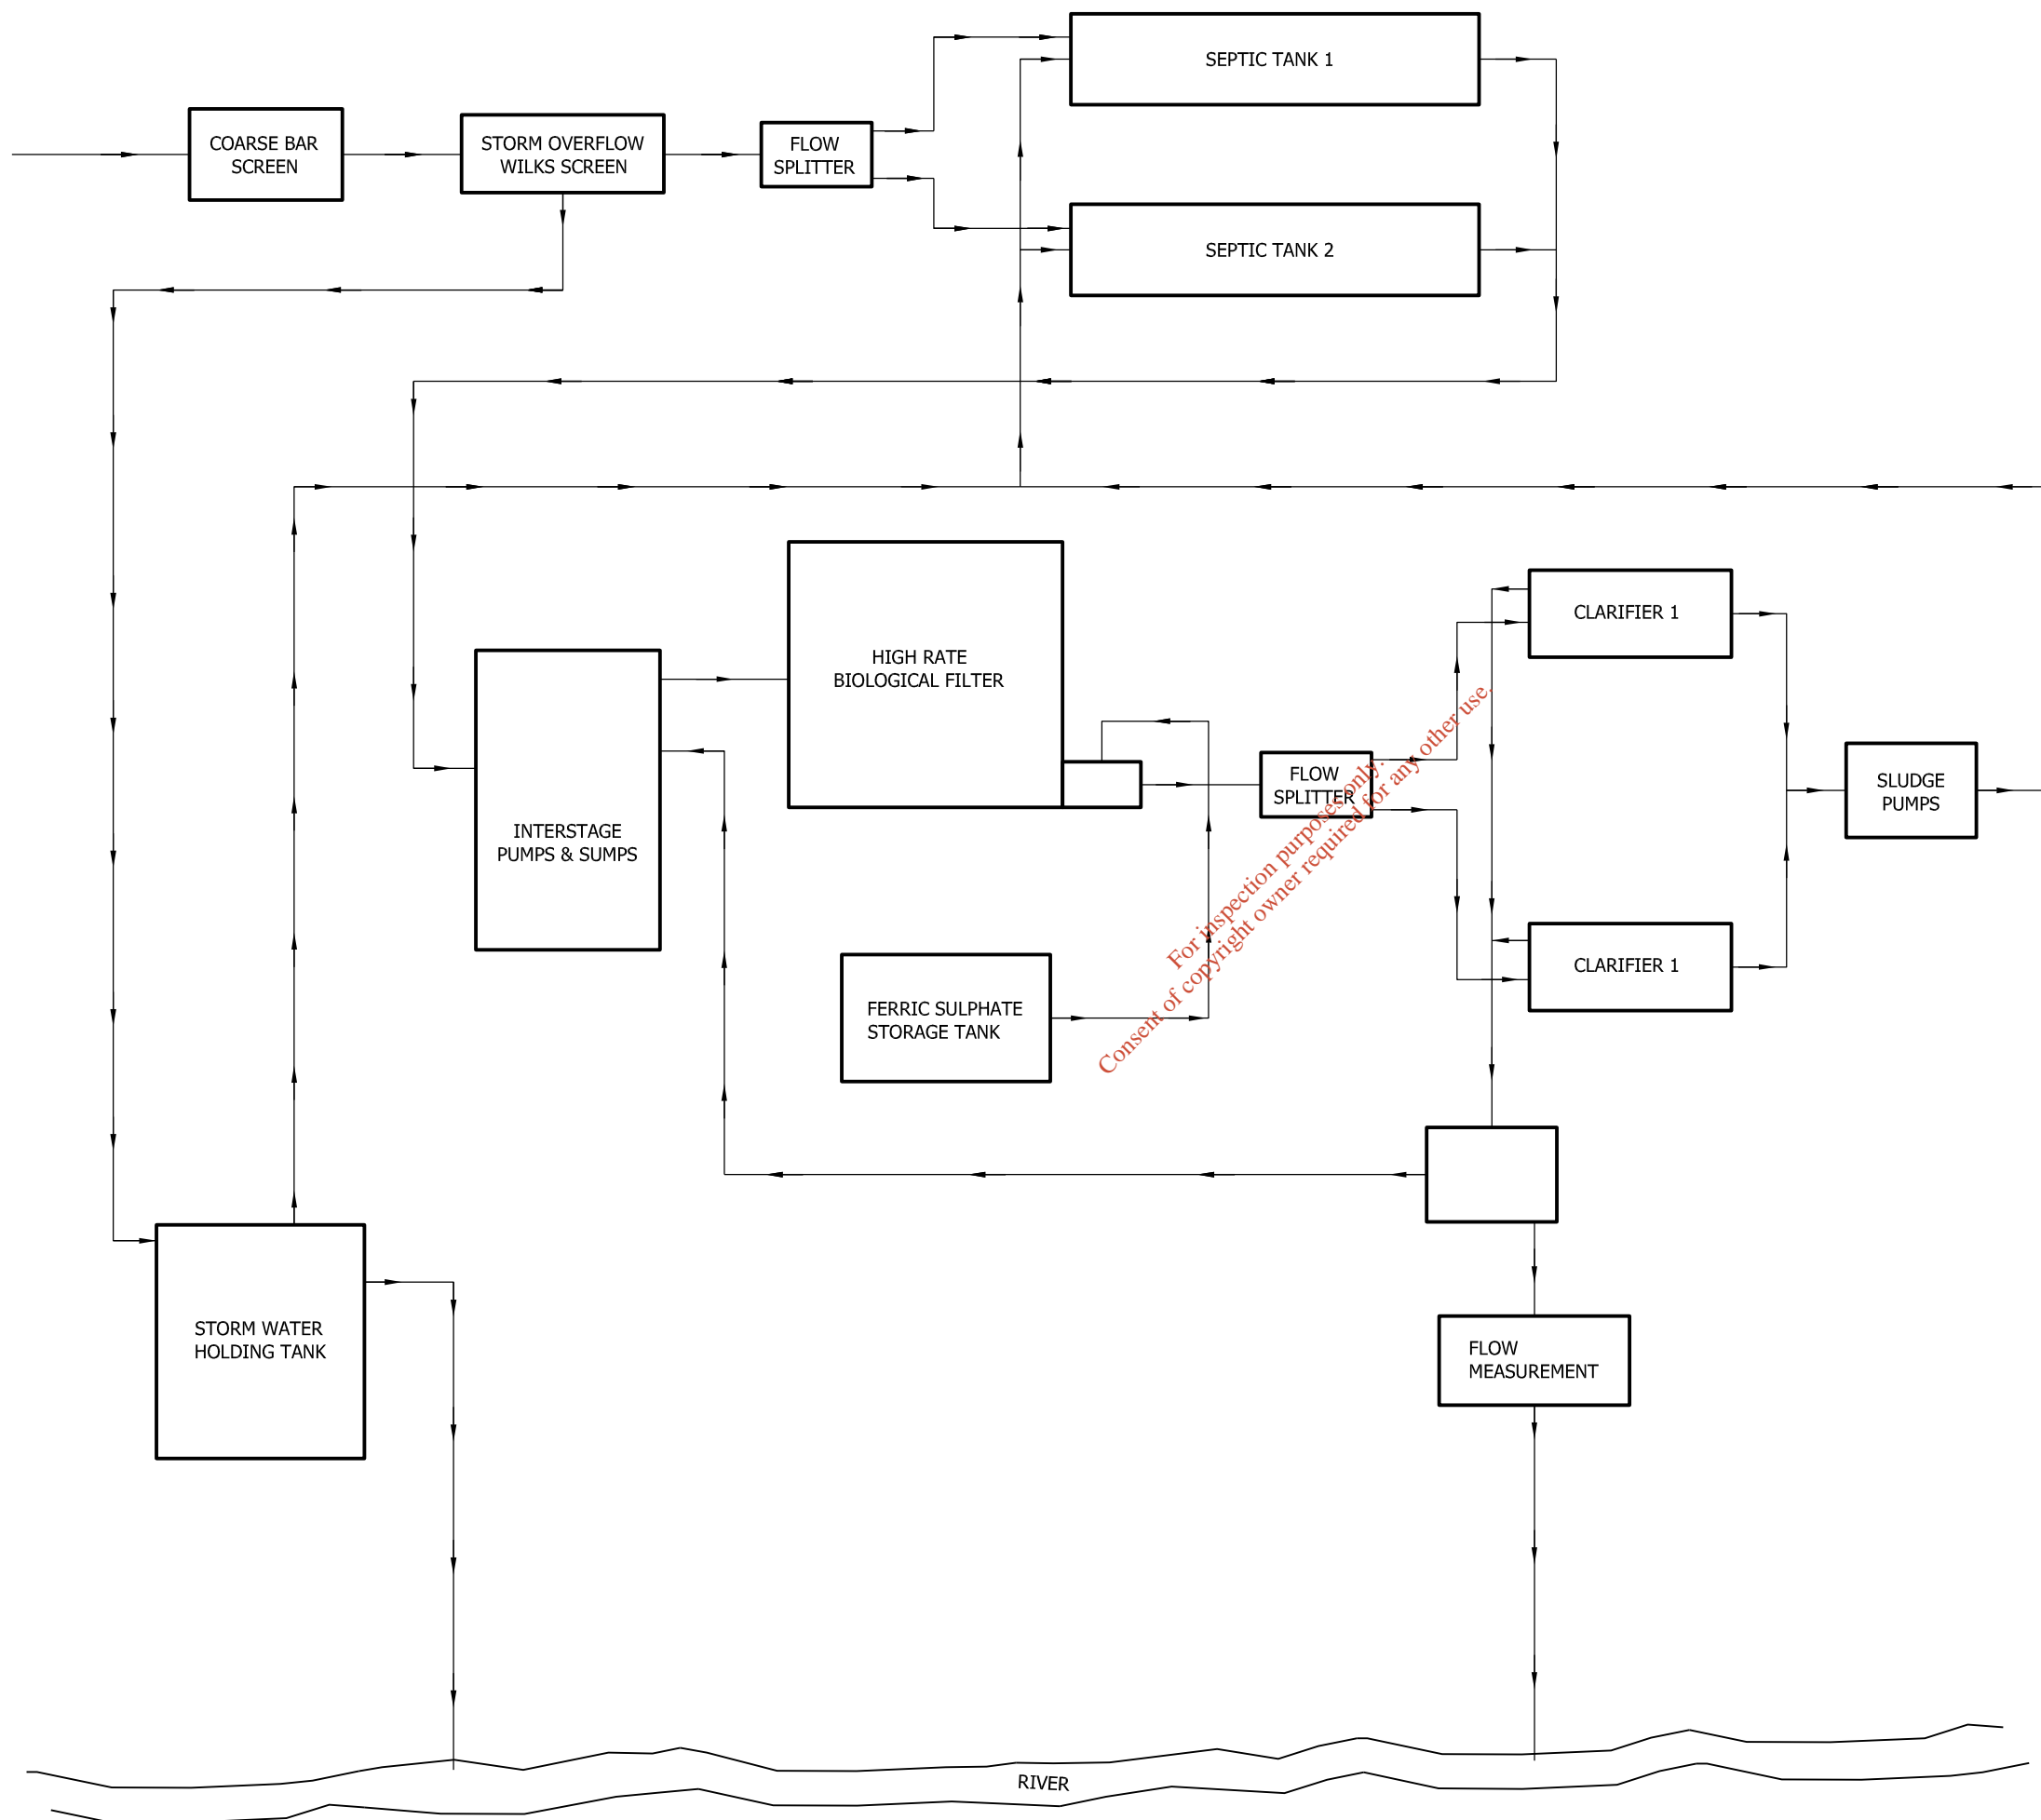 SEPTIC TANK 1
COARSE BAR
SCREEN
STORM OVERFLOW
WILKS SCREEN
FLOW
SPLITTER
SEPTIC TANK 2
HIGH RATE
BIOLOGICAL FILTER
CLARIFIER 1
INTERSTAGE
PUMPS & SUMPS
FLOW
SPLITTER
SLUDGE
PUMPS
For inspection purposes only.
Consent of copyright owner required for any other use.
FERRIC SULPHATE
STORAGE TANK
CLARIFIER 1
STORM WATER
HOLDING TANK
FLOW
MEASUREMENT
RIVER